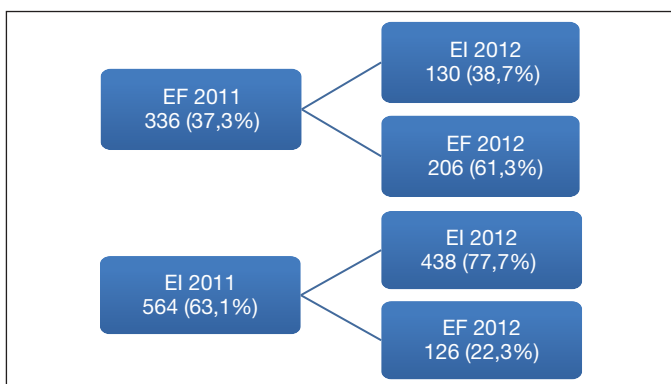 EF 2011
336 (37,3%)
EI 2012
130 (38,7%)
EF 2012
206 (61,3%)
EI 2011
564 (63,1%)
EI 2012
438 (77,7%)
EF 2012
126 (22,3%)